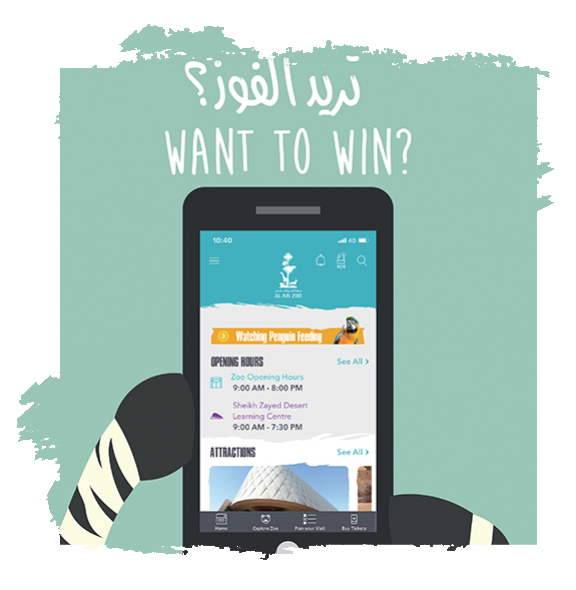 تريد الفوز؟
WANT TO WIN?
10:40
4G
AL AIN ZOO
Watching Penguin Feeding
OPENING HOURS
See All >
Zoo Opening Hours
9:00 AM - 8:00 PM
Sheikh Zayed Desert
Learning Centre
9:00 AM - 7:30 PM
ATTRACTIONS
See All >
Home
Explore Zoo
Plan your Visit
Buy Tickets